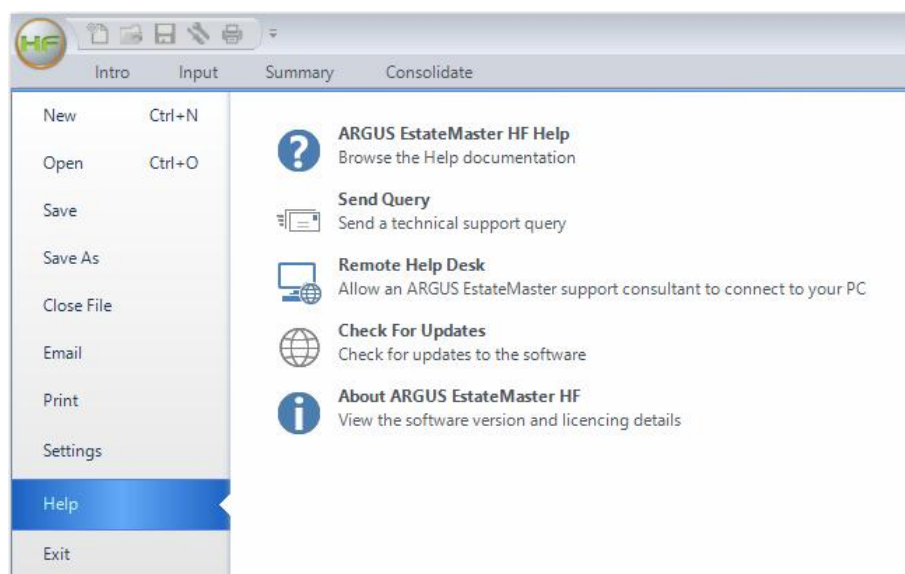 HF
Intro Input Summary Consolidate
New Ctrl+N
Open Ctrl+O
Save
Save As
Close File
Email
Print
Settings
Help
Exit
ARGUS EstateMaster HF Help
Browse the Help documentation
Send Query
Send a technical support query
Remote Help Desk
Allow an ARGUS EstateMaster support consultant to connect to your PC
Check For Updates
Check for updates to the software
About ARGUS EstateMaster HF
View the software version and licencing details